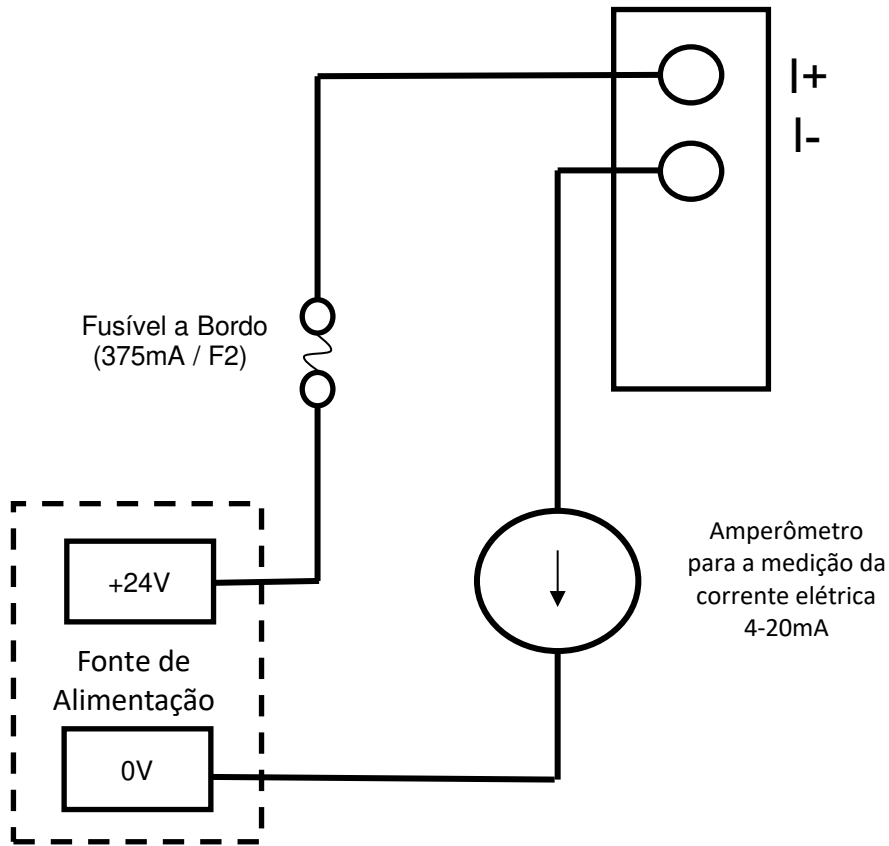 I+
I-
Fusível a Bordo
(375mA / F2)
+24V
Fonte de
Alimentação
0V
Amperômetro
para a medição da
corrente elétrica
4-20mA